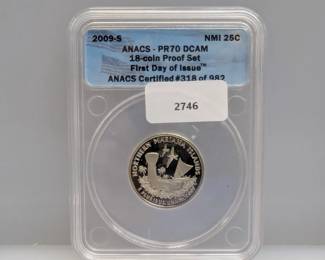 2009-S NMI 25C
ANACS - PR70 DCAM
18-coin Proof Set
First Day of Issue™
ANACS Certified #318 of 982
2746
NORTHERN MARIANA ISLANDS